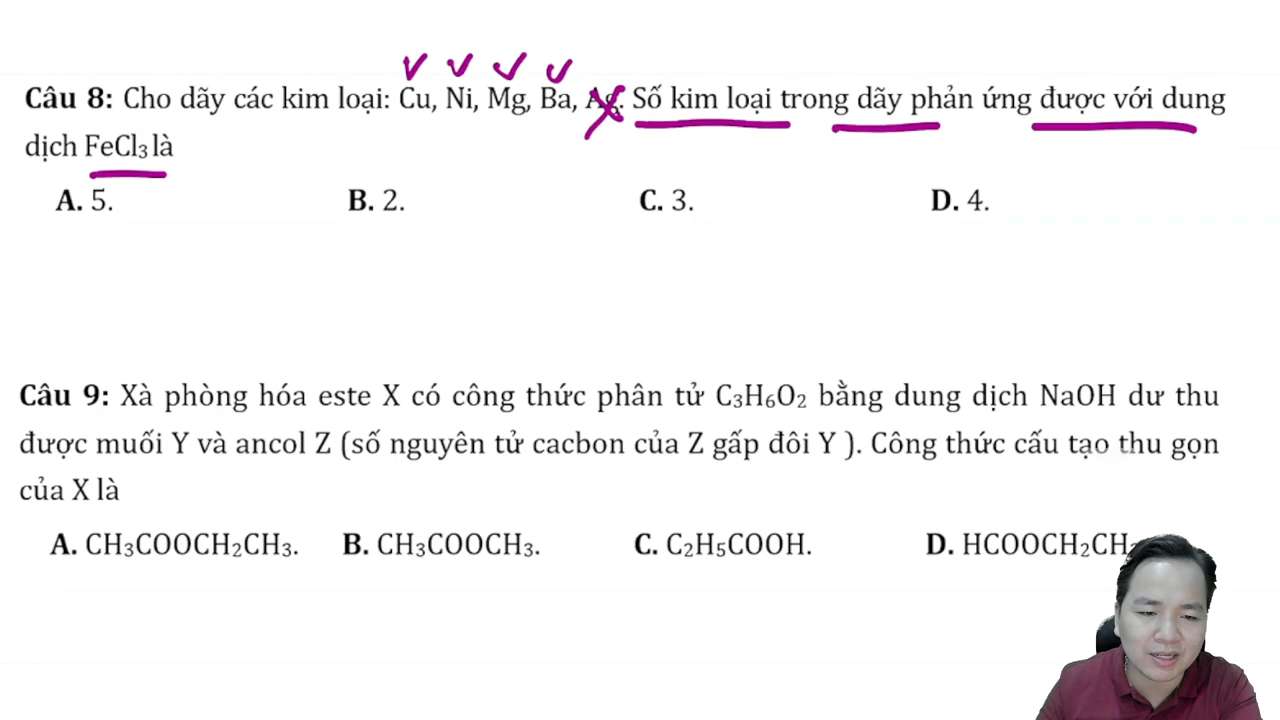 Câu 8: Cho dãy các kim loại: Cu, Ni, Mg, Ba, Ag. Số kim loại trong dãy phản ứng được với dung
dịch FeCl₃ là
A. 5. B. 2. C. 3. D. 4.
Câu 9: Xà phòng hóa este X có công thức phân tử C₃H₆O₂ bằng dung dịch NaOH dư thu
được muối Y và ancol Z (số nguyên tử cacbon của Z gấp đôi Y ). Công thức cấu tạo thu gọn
của X là
A. CH₃COOCH₂CH₃. B. CH₃COOCH₃. C. C₂H₅COOH. D. HCOOCH₂CH